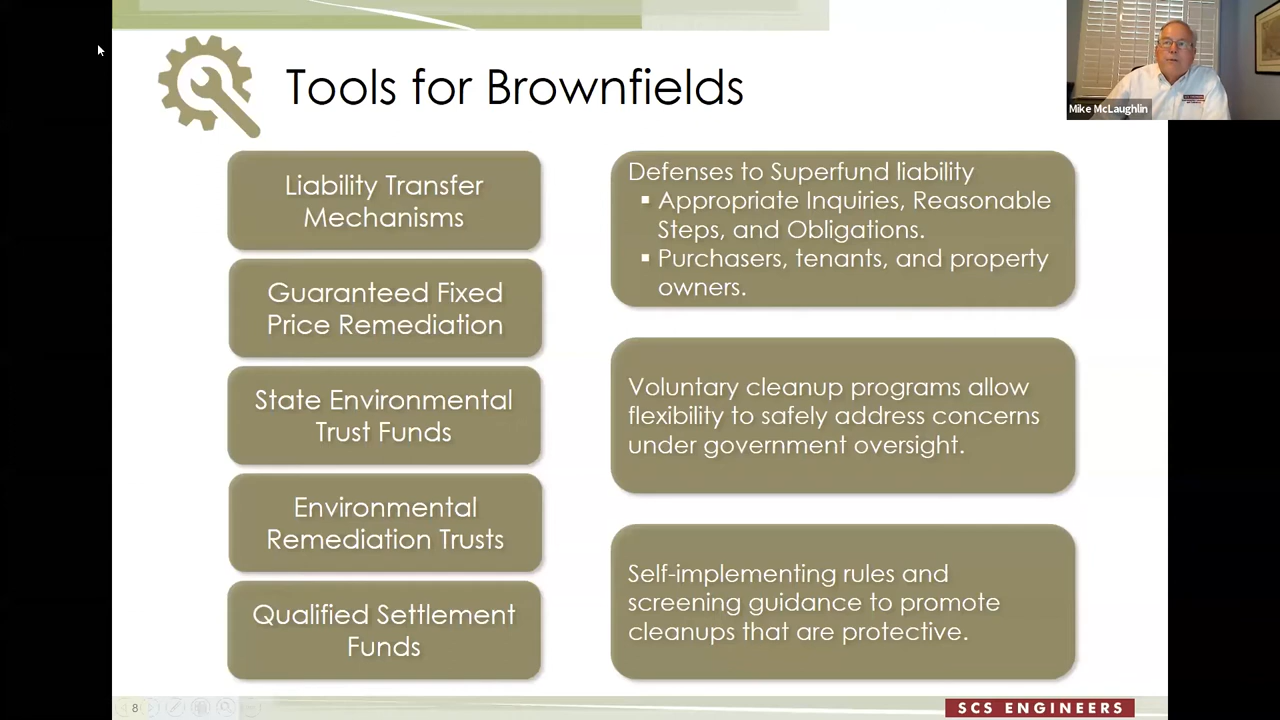 Tools for Brownfields
Mike McLaughlin
Liability Transfer
Mechanisms
Guaranteed Fixed
Price Remediation
State Environmental
Trust Funds
Environmental
Remediation Trusts
Qualified Settlement
Funds
Defenses to Superfund liability
▪ Appropriate Inquiries, Reasonable
Steps, and Obligations.
▪ Purchasers, tenants, and property
owners.
Voluntary cleanup programs allow
flexibility to safely address concerns
under government oversight.
Self-implementing rules and
screening guidance to promote
cleanups that are protective.
8
SCS ENGINEERS